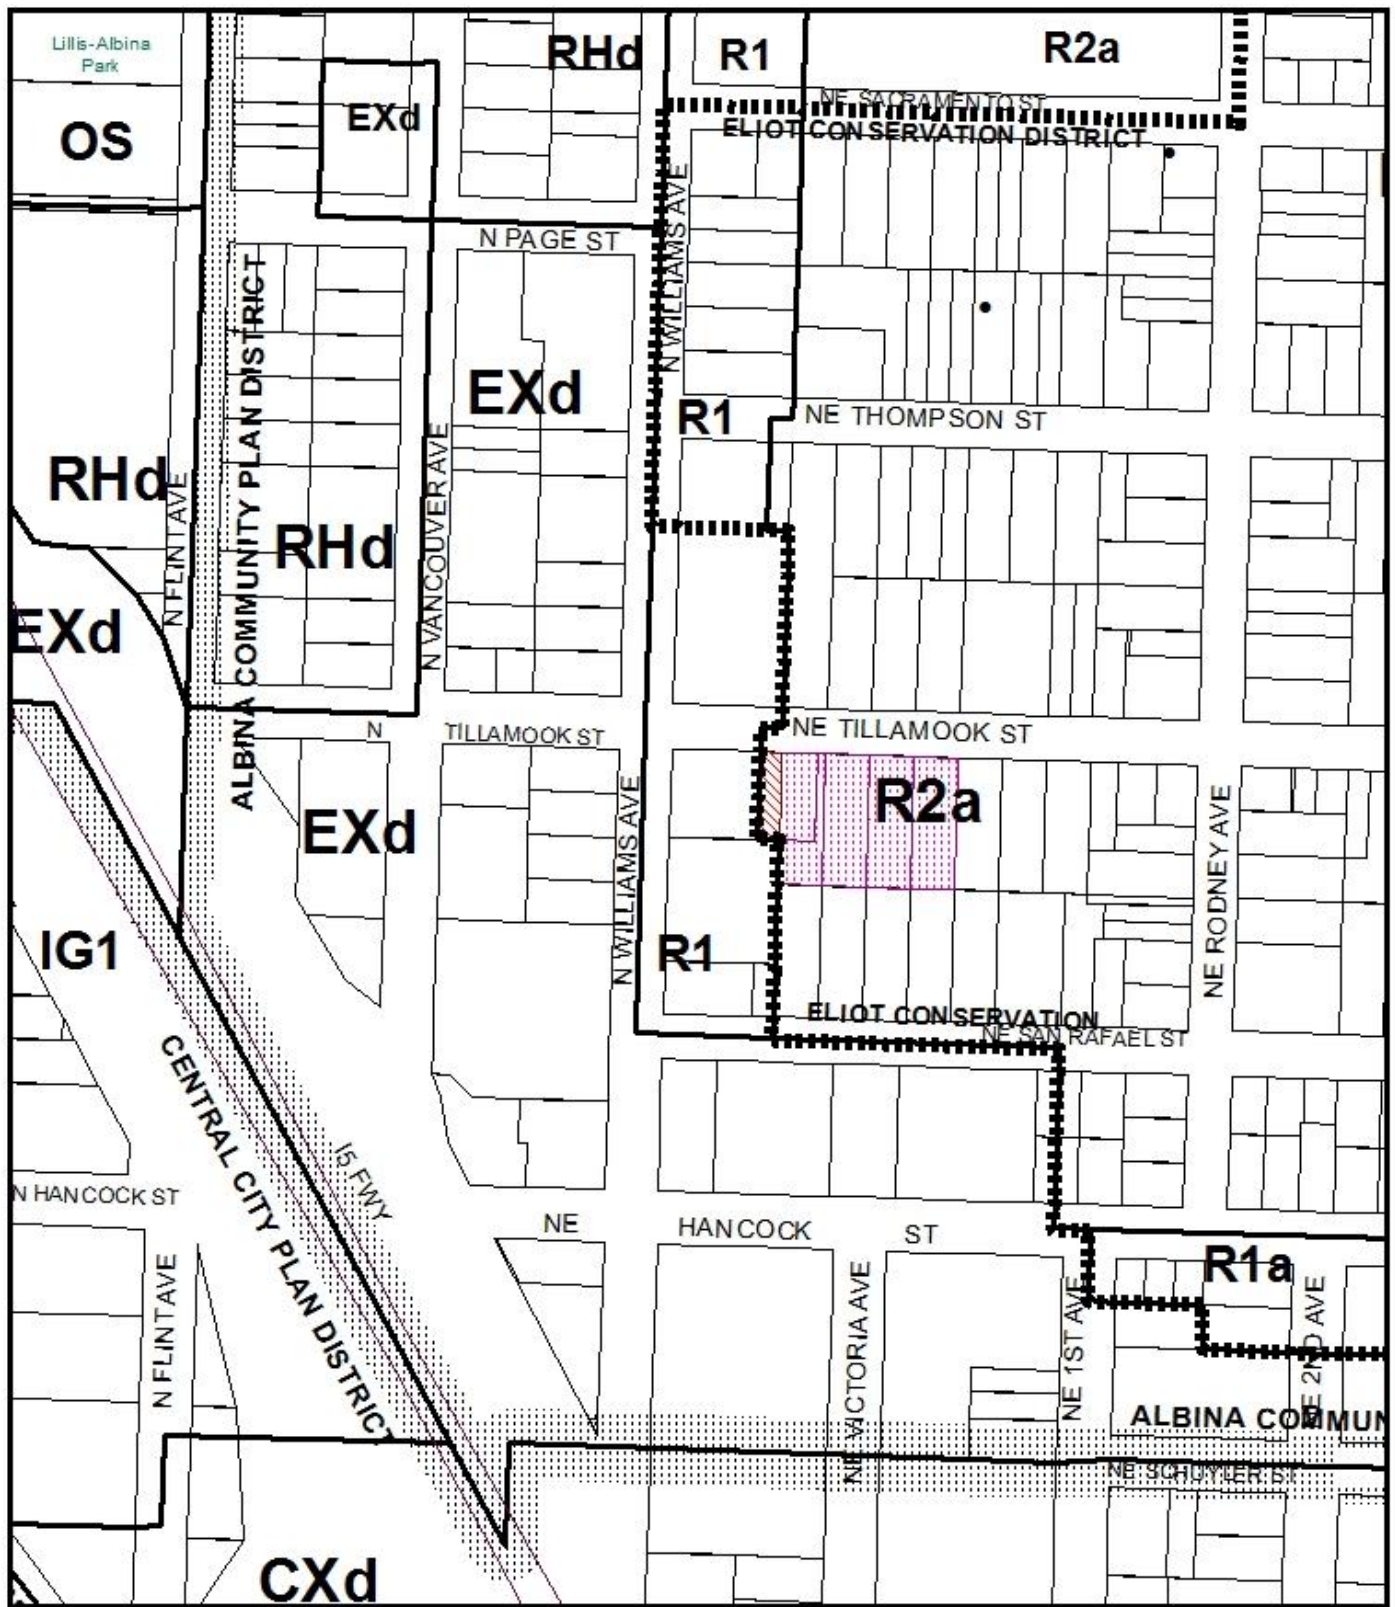 Lillis-Albina
Park
RHd
R1
R2a
EXd
NE SACRAMENTO ST
ELIOT CONSERVATION DISTRICT
OS
N WILLIAMS AVE
N PAGE ST
ALBINA COMMUNITY PLAN DISTRICT
EXd
R1
NE THOMPSON ST
RHd
N FLINT AVE
N VANCOUVER AVE
RHd
EXd
N TILLAMOOK ST
NE TILLAMOOK ST
R2a
EXd
N WILLIAMS AVE
NE RODNEY AVE
IG1
R1
ELIOT CONSERVATION
NE SAN RAFAEL ST
CENTRAL CITY PLAN DISTRICT
I5 FWY
N HANCOCK ST
NE HANCOCK ST
R1a
N FLINT AVE
NE VICTORIA AVE
NE 1ST AVE
NE 2ND AVE
ALBINA COMMUN
NE SCHUYLER ST
CXd